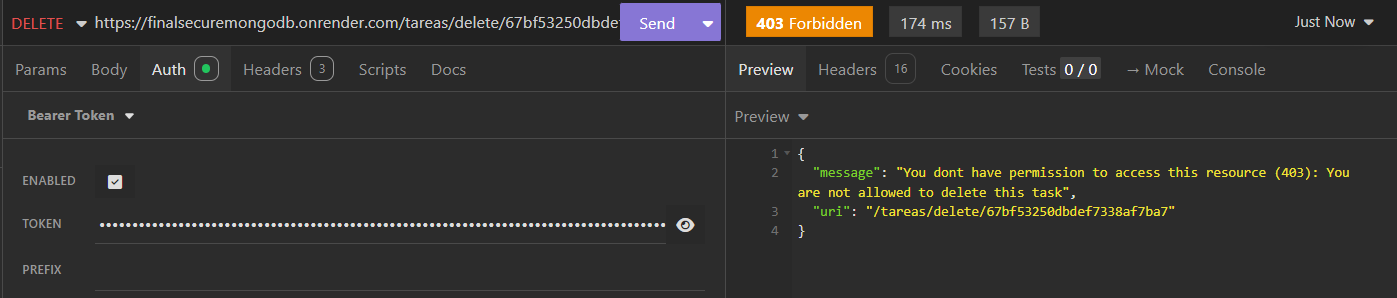 DELETE https://finalsecuremongodb.onrender.com/tareas/delete/67bf53250dbdef Send
403 Forbidden 174 ms 157 B Just Now
Params Body Auth Headers 3 Scripts Docs
Preview Headers 16 Cookies Tests 0 / 0 → Mock Console
Bearer Token
Preview
ENABLED
TOKEN ••••••••••••••••••••••••••••••••••••••••••••••••••••••••••••••••••••••••••••••••
PREFIX
1 {
2 "message": "You dont have permission to access this resource (403): You
are not allowed to delete this task",
3 "uri": "/tareas/delete/67bf53250dbdef7338af7ba7"
4 }